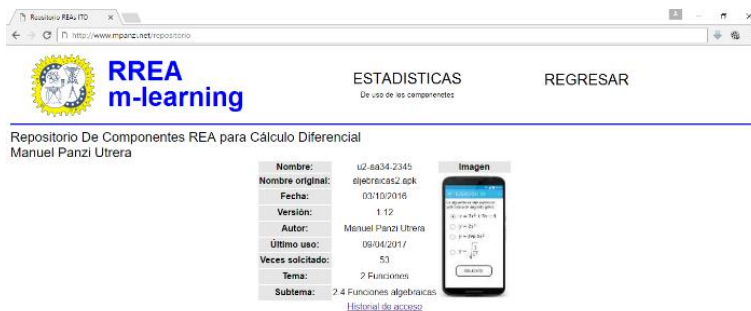 Repositorio REAs ITO
http://www.mpanzi.net/repositorio
RREA
m-learning
ESTADISTICAS
De uso de los componenetes
REGRESAR
Repositorio De Componentes REA para Cálculo Diferencial
Manuel Panzi Utrera
Nombre: u2-aa34-2345 Imagen
Nombre original: aljebraicas2.apk
Fecha: 03/10/2016
Versión: 1.12
Autor: Manuel Panzi Utrera
Último uso: 09/04/2017
Veces solcitado: 53
Tema: 2 Funciones
Subtema: 2.4 Funciones algebraicas
Historial de acceso